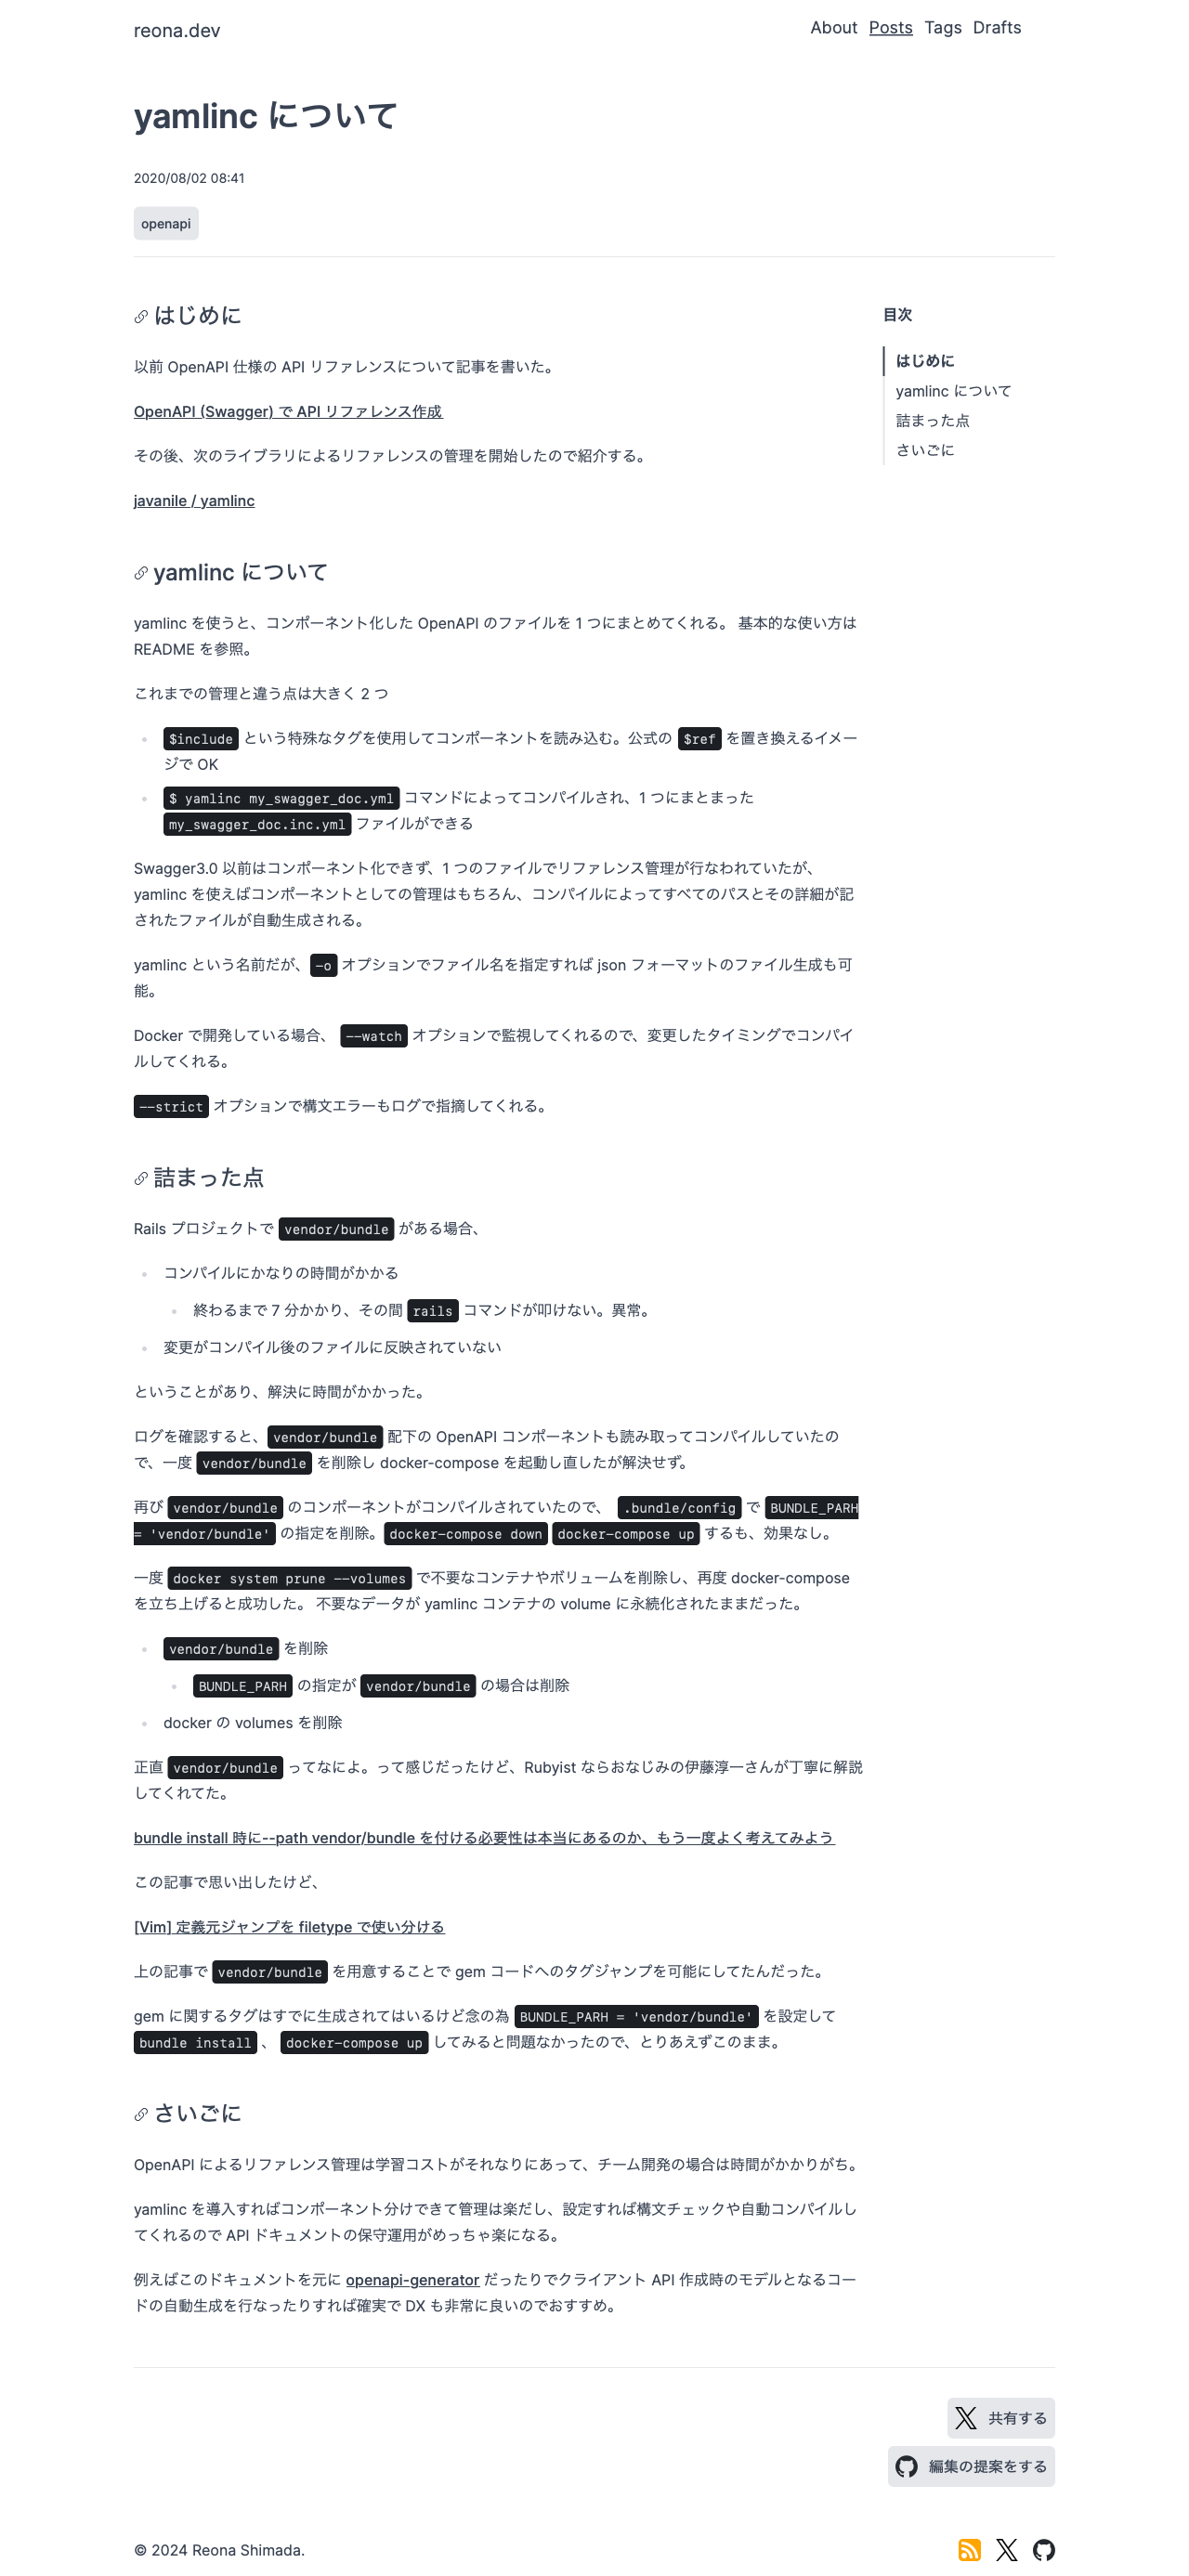 reona.dev
About Posts Tags Drafts
yamlinc について
2020/08/02 08:41
openapi
はじめに
以前 OpenAPI 仕様の API リファレンスについて記事を書いた。
OpenAPI (Swagger) で API リファレンス作成
その後、次のライブラリによるリファレンスの管理を開始したので紹介する。
javanile / yamlinc
目次
はじめに
yamlinc について
詰まった点
さいごに
yamlinc について
yamlinc を使うと、コンポーネント化した OpenAPI のファイルを 1 つにまとめてくれる。 基本的な使い方は
README を参照。
これまでの管理と違う点は大きく 2 つ
$include という特殊なタグを使用してコンポーネントを読み込む。公式の $ref を置き換えるイメー
ジで OK
$ yamlinc my_swagger_doc.yml コマンドによってコンパイルされ、1 つにまとまった
my_swagger_doc.inc.yml ファイルができる
Swagger3.0 以前はコンポーネント化できず、1 つのファイルでリファレンス管理が行なわれていたが、
yamlinc を使えばコンポーネントとしての管理はもちろん、コンパイルによってすべてのパスとその詳細が記
されたファイルが自動生成される。
yamlinc という名前だが、 -o オプションでファイル名を指定すれば json フォーマットのファイル生成も可
能。
Docker で開発している場合、 --watch オプションで監視してくれるので、変更したタイミングでコンパイ
ルしてくれる。
--strict オプションで構文エラーもログで指摘してくれる。
詰まった点
Rails プロジェクトで vendor/bundle がある場合、
コンパイルにかなりの時間がかかる
終わるまで 7 分かかり、その間 rails コマンドが叩けない。異常。
変更がコンパイル後のファイルに反映されていない
ということがあり、解決に時間がかかった。
ログを確認すると、 vendor/bundle 配下の OpenAPI コンポーネントも読み取ってコンパイルしていたの
で、一度 vendor/bundle を削除し docker-compose を起動し直したが解決せず。
再び vendor/bundle のコンポーネントがコンパイルされていたので、 .bundle/config で BUNDLE_PARH
= 'vendor/bundle' の指定を削除。 docker-compose down docker-compose up するも、効果なし。
一度 docker system prune --volumes で不要なコンテナやボリュームを削除し、再度 docker-compose
を立ち上げると成功した。 不要なデータが yamlinc コンテナの volume に永続化されたままだった。
vendor/bundle を削除
BUNDLE_PARH の指定が vendor/bundle の場合は削除
docker の volumes を削除
正直 vendor/bundle ってなによ。って感じだったけど、Rubyist ならおなじみの伊藤淳一さんが丁寧に解説
してくれてた。
bundle install 時に--path vendor/bundle を付ける必要性は本当にあるのか、もう一度よく考えてみよう
この記事で思い出したけど、
[Vim] 定義元ジャンプを filetype で使い分ける
上の記事で vendor/bundle を用意することで gem コードへのタグジャンプを可能にしてたんだった。
gem に関するタグはすでに生成されてはいるけど念の為 BUNDLE_PARH = 'vendor/bundle' を設定して
bundle install 、 docker-compose up してみると問題なかったので、とりあえずこのまま。
さいごに
OpenAPI によるリファレンス管理は学習コストがそれなりにあって、チーム開発の場合は時間がかかりがち。
yamlinc を導入すればコンポーネント分けできて管理は楽だし、設定すれば構文チェックや自動コンパイルし
てくれるので API ドキュメントの保守運用がめっちゃ楽になる。
例えばこのドキュメントを元に openapi-generator だったりでクライアント API 作成時のモデルとなるコー
ドの自動生成を行なったりすれば確実で DX も非常に良いのでおすすめ。
共有する
編集の提案をする
© 2024 Reona Shimada.